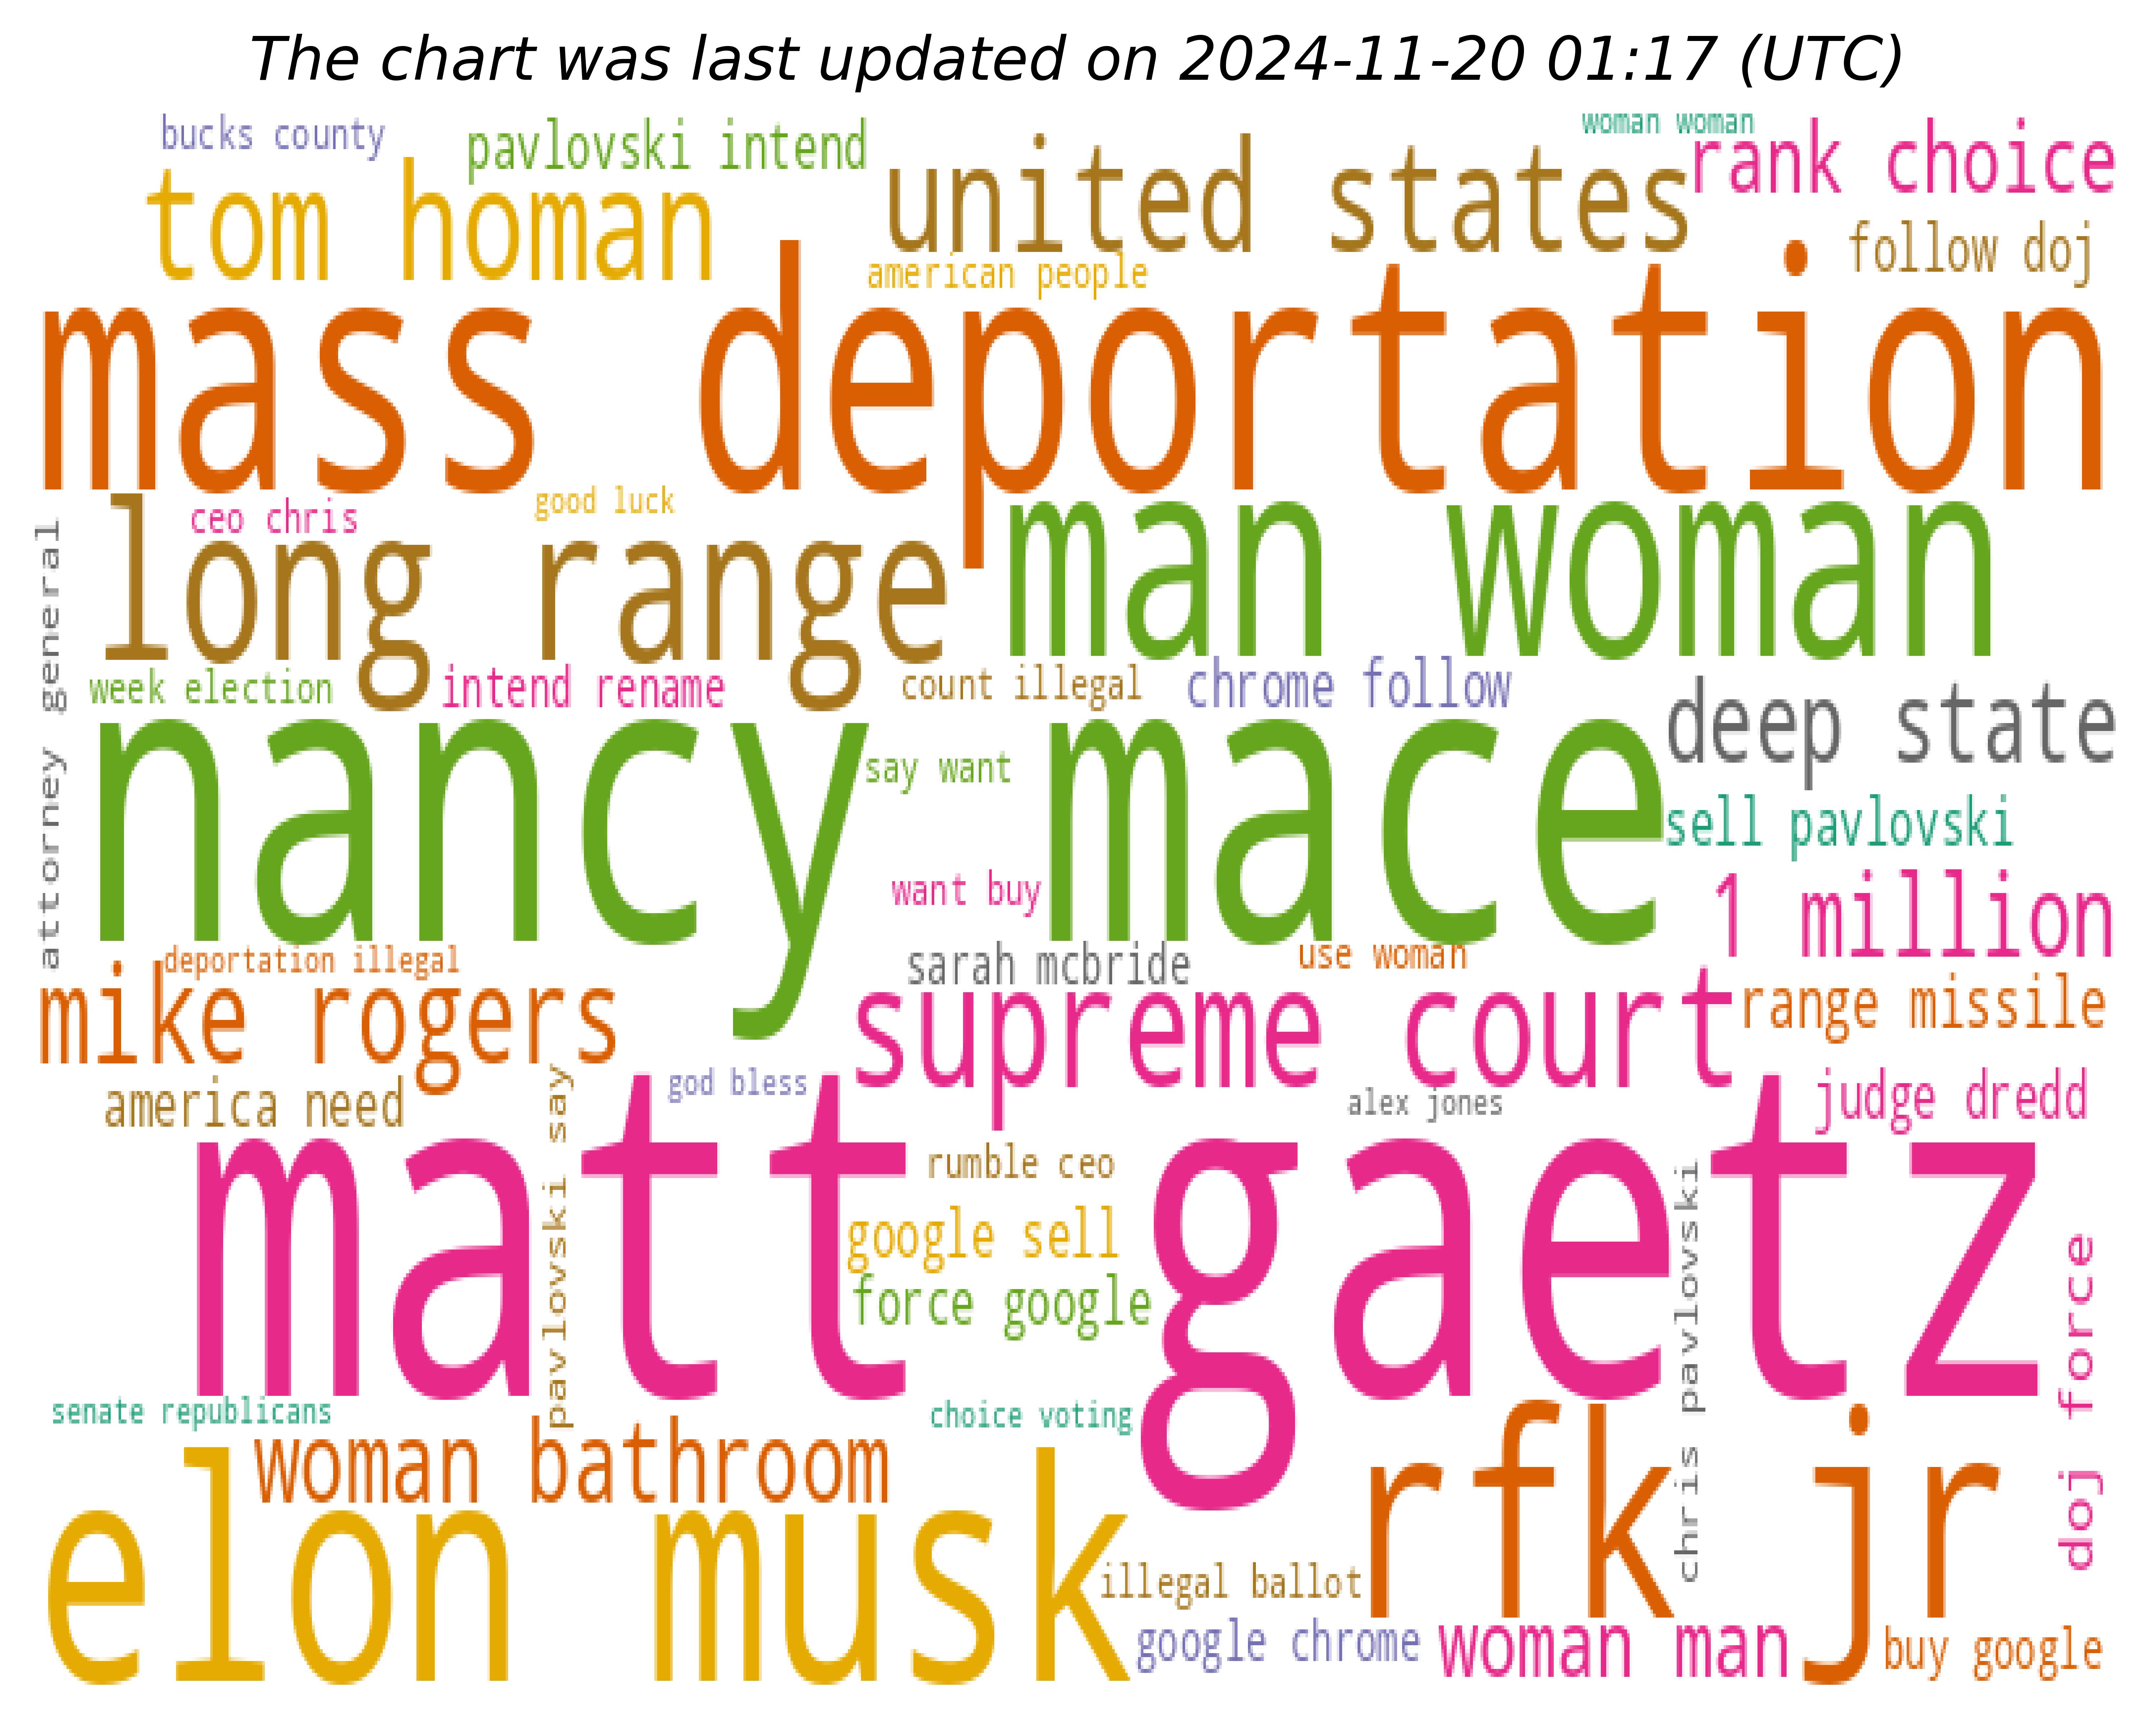 The chart was last updated on 2024-11-20 01:17 (UTC)
bucks county
pavlovski intend
woman woman
rank choice
tom homan
united states
follow doj
american people
mass deportation
long range
ceo chris
good luck
man woman
attorney general
week election
intend rename
count illegal
chrome follow
deep state
nancy mace
say want
sell pavlovski
want buy
1 million
deportation illegal
sarah mcbride
use woman
mike rogers
supreme court
range missile
america need
god bless
alex jones
judge dredd
matt gaetz
pavlovski say
rumble ceo
google sell
force google
chris pavlovski
doj force
senate republicans
choice voting
woman bathroom
rfk jr
elon musk
illegal ballot
google chrome
woman man
buy google